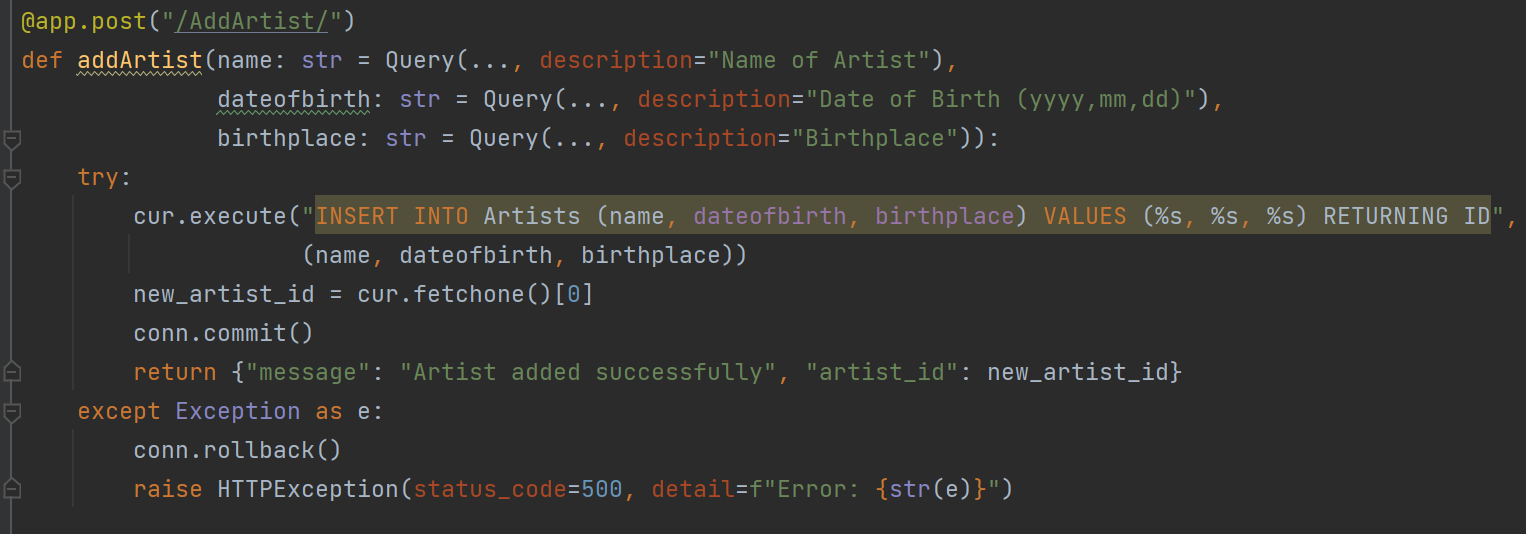 @app.post("/AddArtist/")
def addArtist(name: str = Query(..., description="Name of Artist"),
              dateofbirth: str = Query(..., description="Date of Birth (yyyy,mm,dd)"),
              birthplace: str = Query(..., description="Birthplace")):
    try:
        cur.execute("INSERT INTO Artists (name, dateofbirth, birthplace) VALUES (%s, %s, %s) RETURNING ID",
                    (name, dateofbirth, birthplace))
        new_artist_id = cur.fetchone()[0]
        conn.commit()
        return {"message": "Artist added successfully", "artist_id": new_artist_id}
    except Exception as e:
        conn.rollback()
        raise HTTPException(status_code=500, detail=f"Error: {str(e)}")